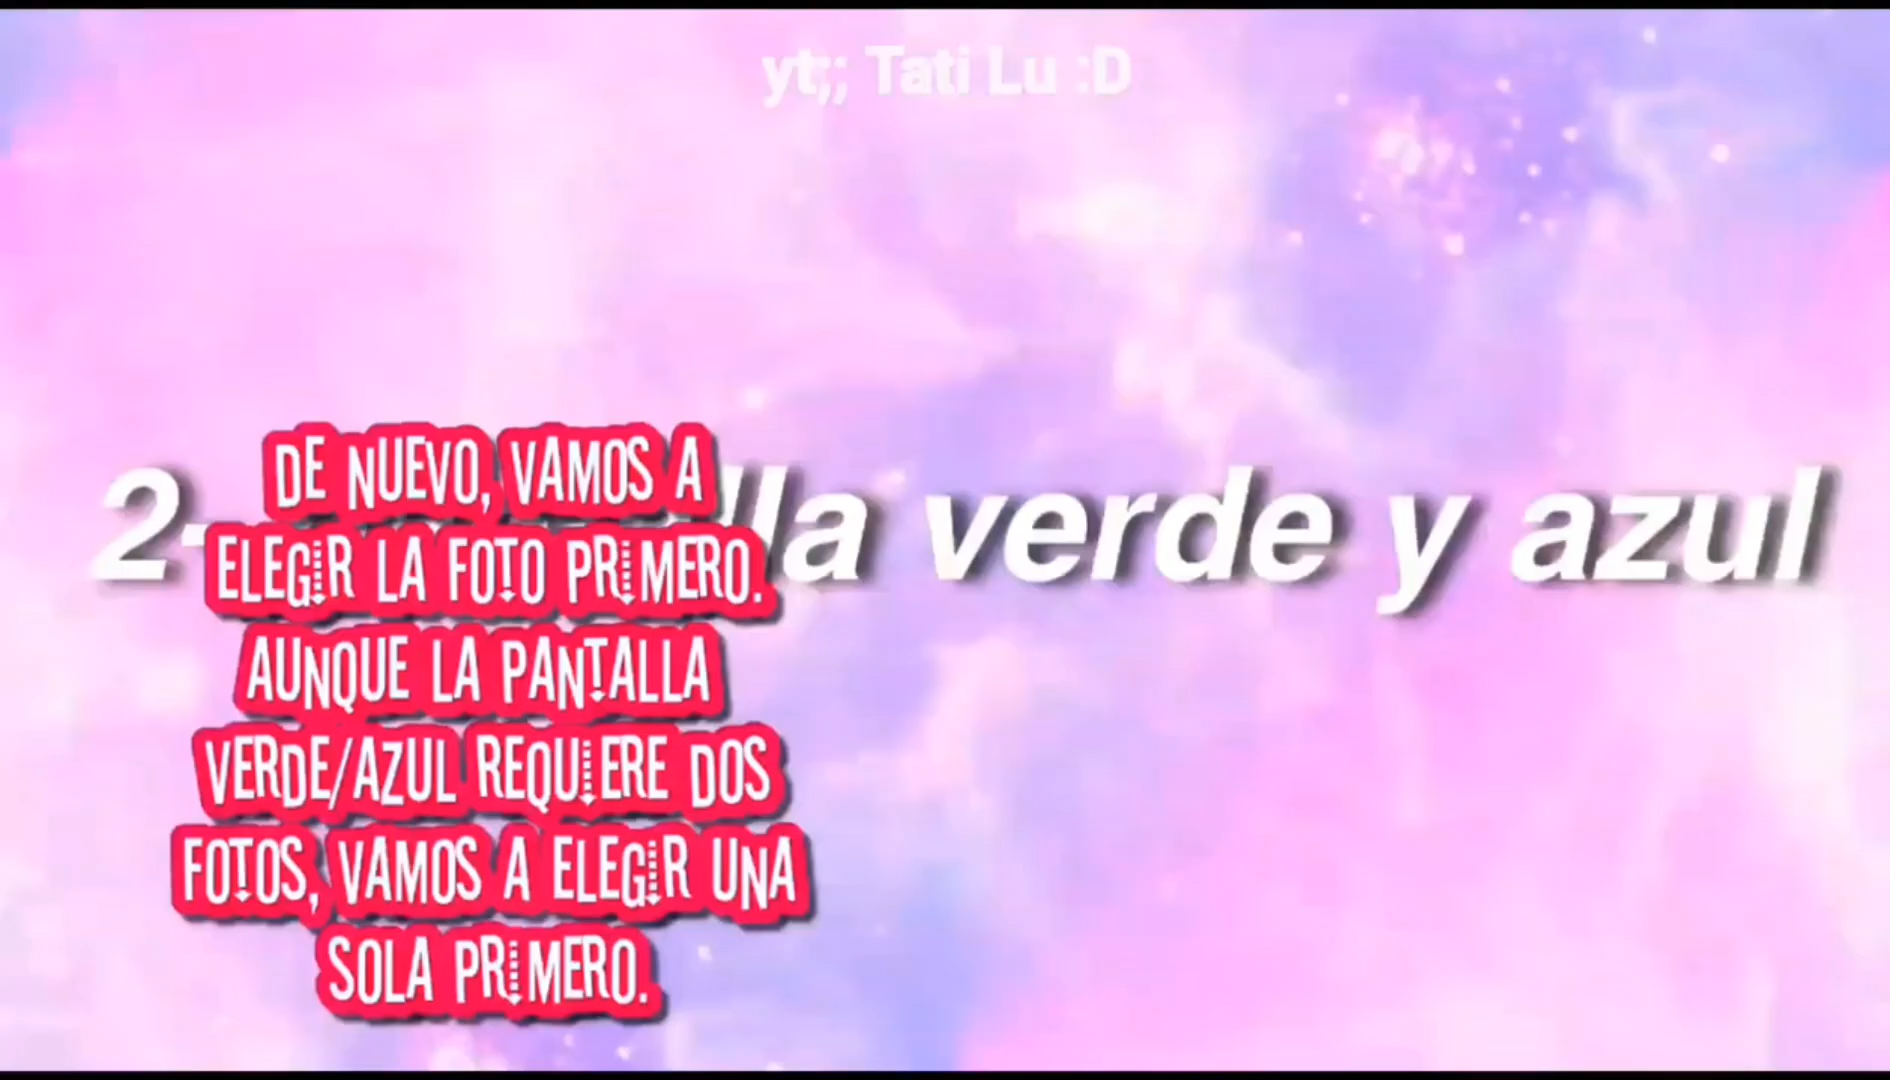 yt;; Tati Lu :D
2- lla verde y azul
DE NUEVO, VAMOS A
ELEGIR LA FOTO PRIMERO.
AUNQUE LA PANTALLA
VERDE/AZUL REQUIERE DOS
FOTOS, VAMOS A ELEGIR UNA
SOLA PRIMERO.